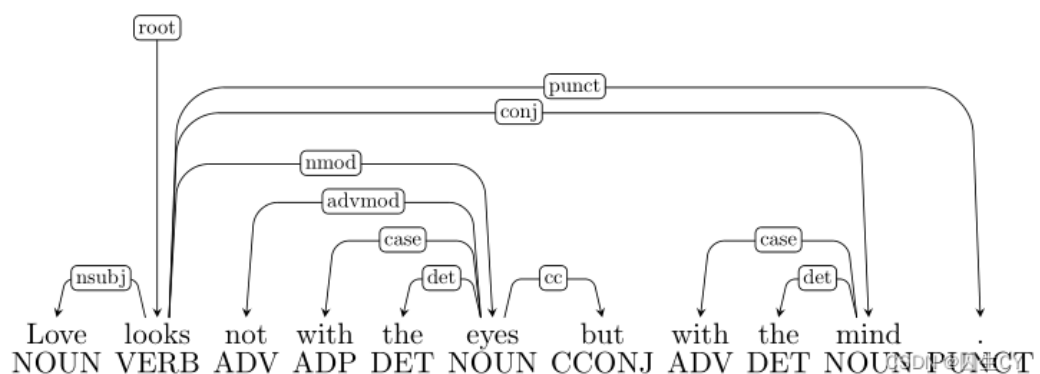 root
punct
conj
nmod
advmod
case case
nsubj det cc det
Love looks not with the eyes but with the mind .
NOUN VERB ADV ADP DET NOUN CCONJ ADV DET NOUN PUNCT